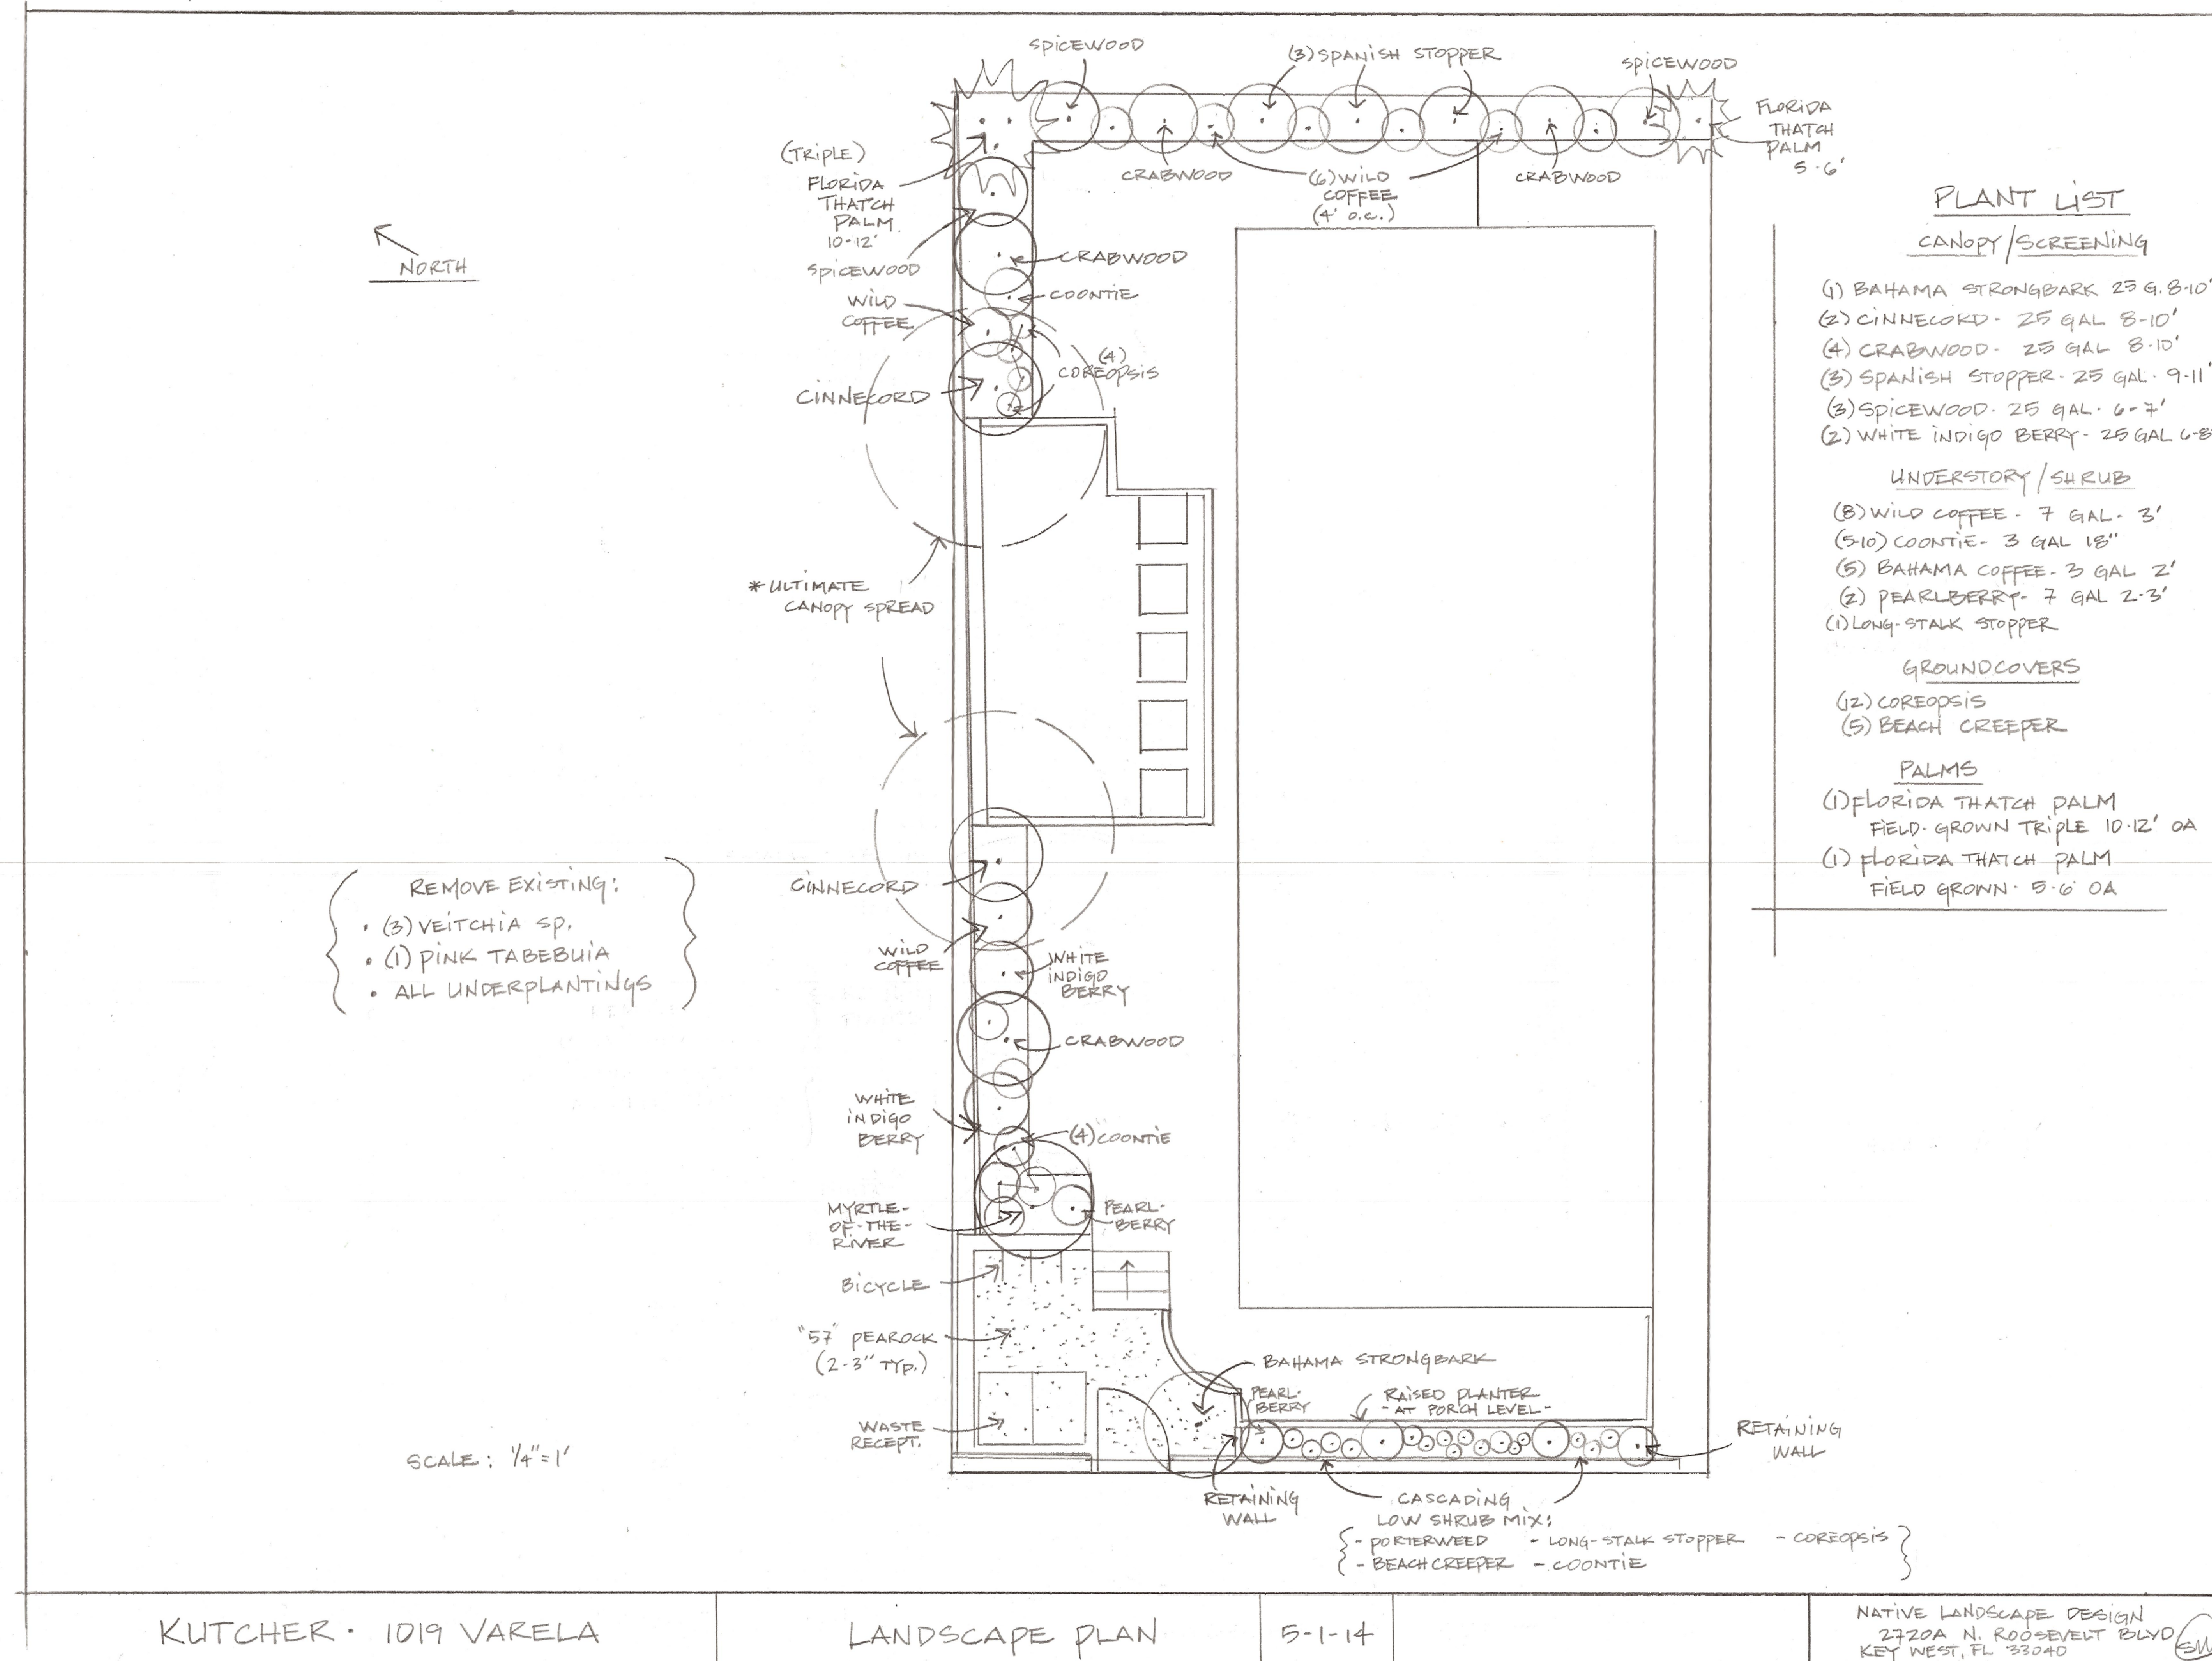 SPICEWOOD
(3) SPANISH STOPPER
SPICEWOOD
FLORIDA
THATCH
PALM
5-6'
(TRIPLE)
FLORIDA
THATCH
PALM.
10-12'
SPICEWOOD
CRABWOOD
(6) WILD
COFFEE
(4' O.C.)
CRABWOOD
NORTH
CRABWOOD
COONTIE
WILD
COFFEE
(4)
COREOPSIS
CINNECORD
*ULTIMATE
CANOPY SPREAD
CINNECORD
WILD
COFFEE
WHITE
INDIGO
BERRY
CRABWOOD
WHITE
INDIGO
BERRY
(4) COONTIE
MYRTLE-
OF-THE-
RIVER
PEARL-
BERRY
BICYCLE
"57" PEAROCK
(2-3" TYP.)
WASTE
RECEPT.
BAHAMA STRONGBARK
PEARL-
BERRY
RAISED PLANTER
-AT PORCH LEVEL-
RETAINING
WALL
RETAINING
WALL
CASCADING
LOW SHRUB MIX:
- PORTERWEED - LONG-STALK STOPPER - COREOPSIS
- BEACH CREEPER - COONTIE
REMOVE EXISTING:
• (3) VEITCHIA SP.
• (1) PINK TABEBUIA
• ALL UNDERPLANTINGS
SCALE: 1/4"=1'
PLANT LIST
CANOPY/SCREENING
(1) BAHAMA STRONGBARK 25 G. 8-10'
(2) CINNECORD - 25 GAL 8-10'
(4) CRABWOOD - 25 GAL 8-10'
(3) SPANISH STOPPER - 25 GAL - 9-11'
(3) SPICEWOOD - 25 GAL - 6-7'
(2) WHITE INDIGO BERRY - 25 GAL 6-8
UNDERSTORY/SHRUB
(8) WILD COFFEE - 7 GAL - 3'
(5-10) COONTIE - 3 GAL 18"
(5) BAHAMA COFFEE - 3 GAL 2'
(2) PEARLBERRY - 7 GAL 2-3'
(1) LONG-STALK STOPPER
GROUNDCOVERS
(12) COREOPSIS
(5) BEACH CREEPER
PALMS
(1) FLORIDA THATCH PALM
FIELD-GROWN TRIPLE 10-12' OA
(1) FLORIDA THATCH PALM
FIELD GROWN - 5-6' OA
KUTCHER • 1019 VARELA
LANDSCAPE PLAN
5-1-14
NATIVE LANDSCAPE DESIGN
2720A N. ROOSEVELT BLVD
KEY WEST, FL 33040